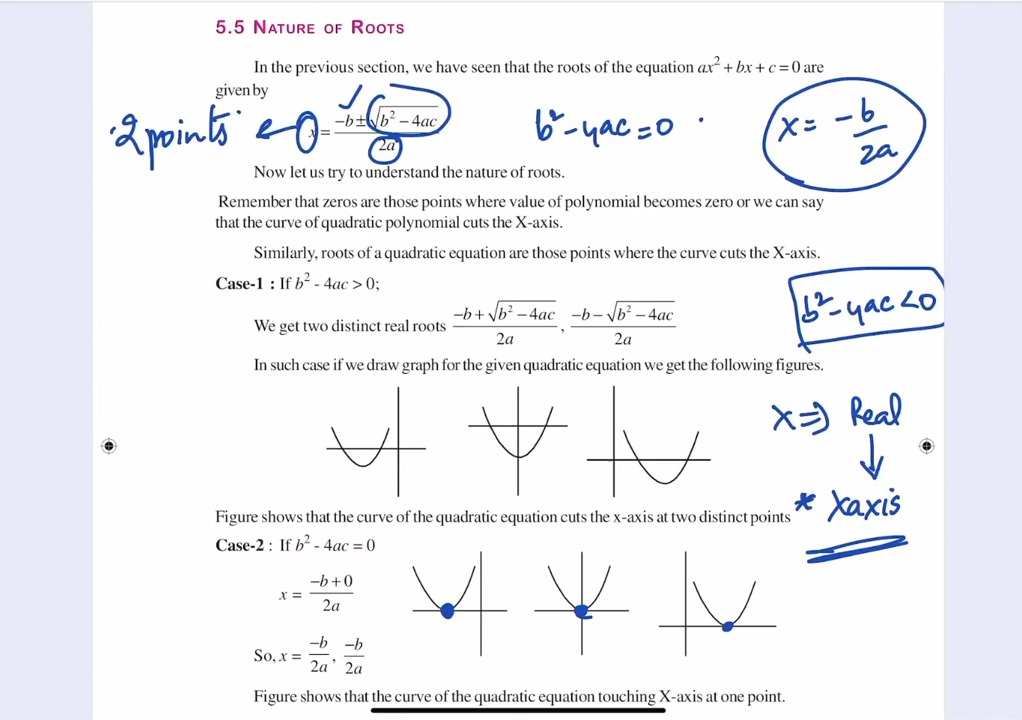 5.5 NATURE OF ROOTS
In the previous section, we have seen that the roots of the equation ax² + bx + c = 0 are
given by
x = (-b ± √(b² − 4ac))/2a
'2 points'
b² - 4ac = 0 .
x = -b/2a
Now let us try to understand the nature of roots.
Remember that zeros are those points where value of polynomial becomes zero or we can say
that the curve of quadratic polynomial cuts the X-axis.
Similarly, roots of a quadratic equation are those points where the curve cuts the X-axis.
Case-1 : If b² - 4ac > 0;
b² - 4ac < 0
We get two distinct real roots (-b + √(b² − 4ac))/2a , (-b − √(b² − 4ac))/2a
In such case if we draw graph for the given quadratic equation we get the following figures.
x ⇒ Real
↓
* xaxis
Figure shows that the curve of the quadratic equation cuts the x-axis at two distinct points
Case-2 : If b² - 4ac = 0
x = (-b + 0)/2a
So, x = -b/2a , -b/2a
Figure shows that the curve of the quadratic equation touching X-axis at one point.